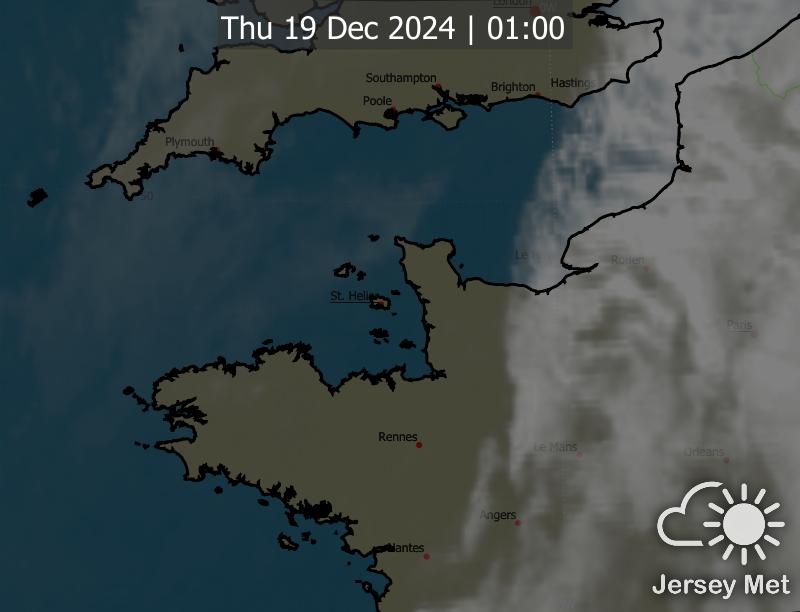 London
Thu 19 Dec 2024 | 01:00
Southampton
Brighton
Hastings
Poole
Plymouth
Rouen
St. Helier
Paris
Rennes
Le Mans
Orleans
Angers
Nantes
Jersey Met